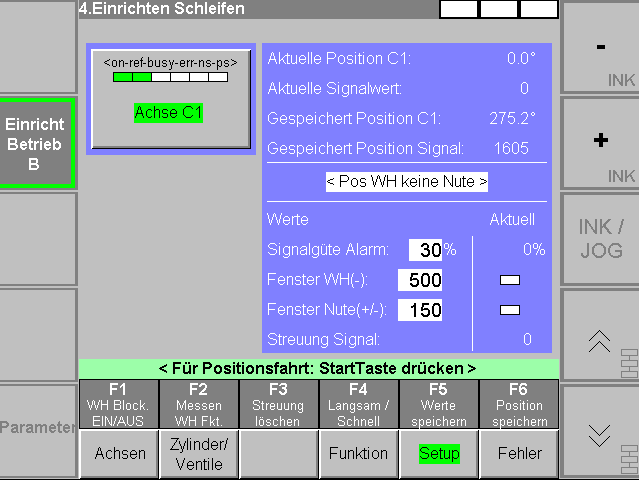 4.Einrichten Schleifen
<on-ref-busy-err-ns-ps>
Achse C1
Einricht
Betrieb
B
Parameter
Aktuelle Position C1: 0.0°
Aktuelle Signalwert: 0
Gespeichert Position C1: 275.2°
Gespeichert Position Signal: 1605
< Pos WH keine Nute >
Werte Aktuell
Signalgüte Alarm: 30% 0%
Fenster WH(-): 500
Fenster Nute(+/-): 150
Streuung Signal: 0
-
INK
+
INK
INK /
JOG
< Für Positionsfahrt: StartTaste drücken >
F1 F2 F3 F4 F5 F6
WH Block. Messen Streuung Langsam / Werte Position
EIN/AUS WH Fkt. löschen Schnell speichern speichern
Achsen Zylinder/ Funktion Setup Fehler
Ventile